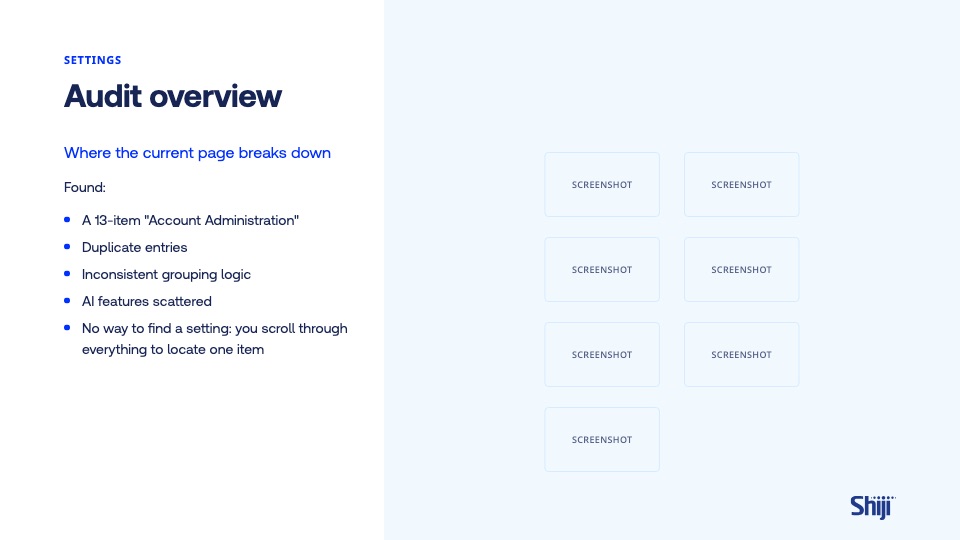 SETTINGS
Audit overview
Where the current page breaks down
Found:
A 13-item "Account Administration"
Duplicate entries
Inconsistent grouping logic
AI features scattered
No way to find a setting: you scroll through
everything to locate one item
SCREENSHOT SCREENSHOT
SCREENSHOT SCREENSHOT
SCREENSHOT SCREENSHOT
SCREENSHOT
Shiji